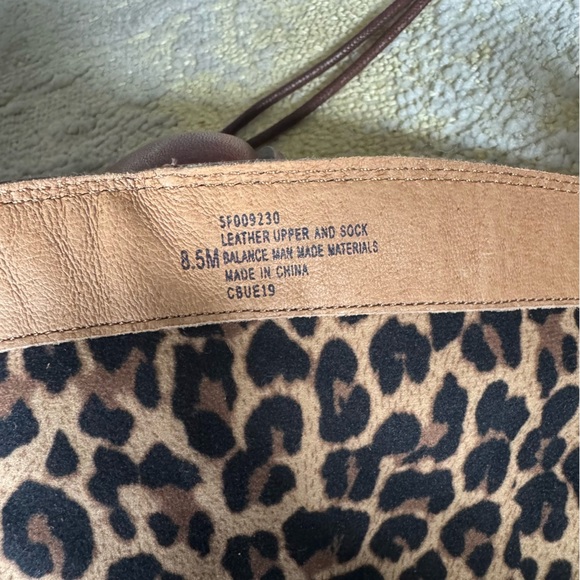 SF009230
LEATHER UPPER AND SOCK
8.5M BALANCE MAN MADE MATERIALS
MADE IN CHINA
CBUE19